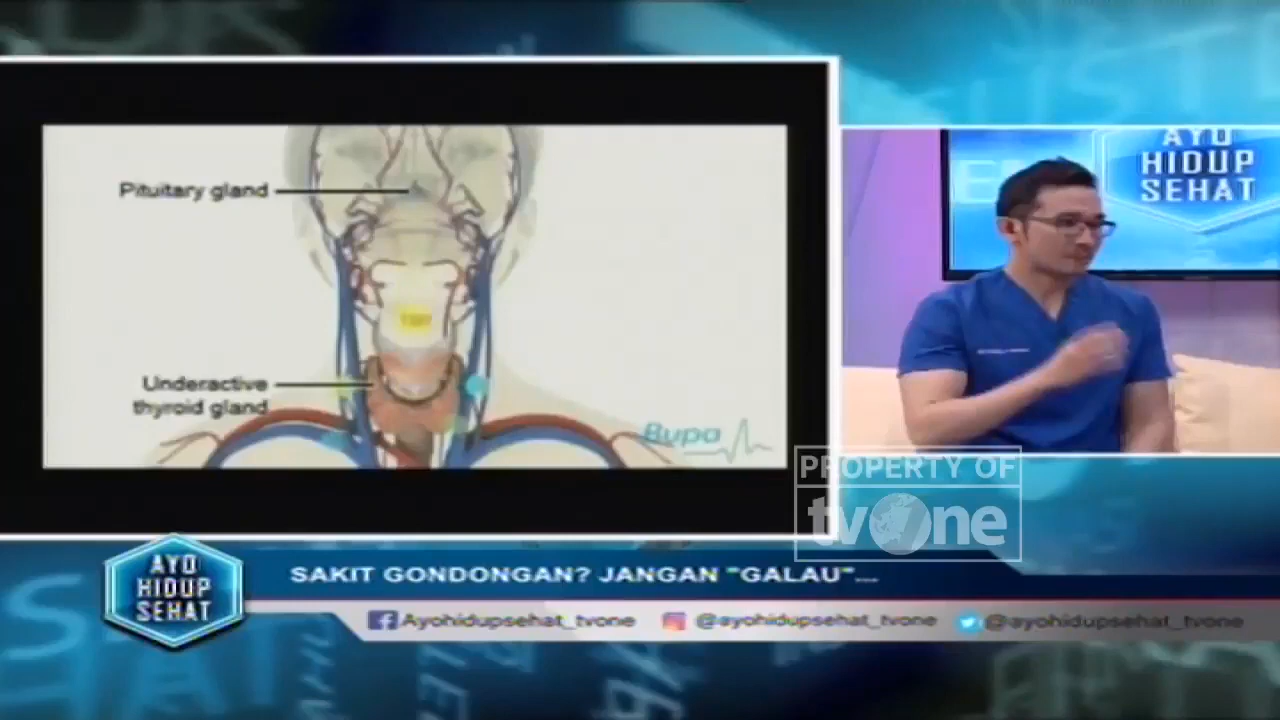 Pituitary gland
Underactive
thyroid gland
Bupa
AYO
HIDUP
SEHAT
PROPERTY OF
tvOne
AYO
HIDUP
SEHAT
SAKIT GONDONGAN? JANGAN "GALAU"...
Ayohidupsehat_tvone @ayohidupsehat_tvone @ayohidupsehat_tvone